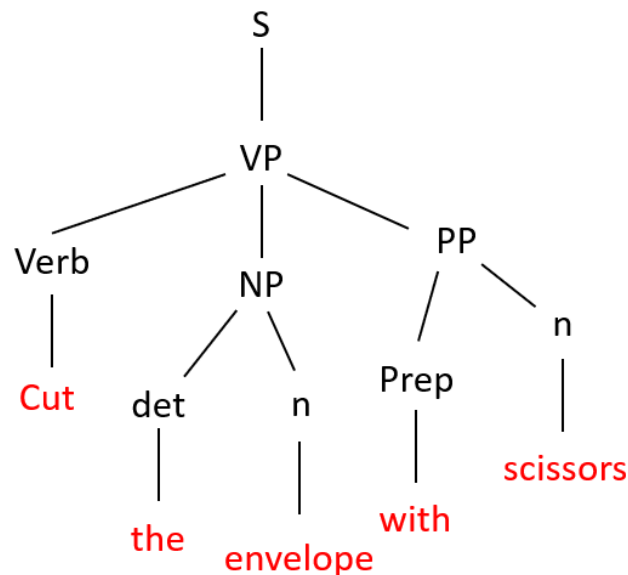 S
VP
Verb
NP
PP
Cut
det
n
Prep
n
the
envelope
with
scissors